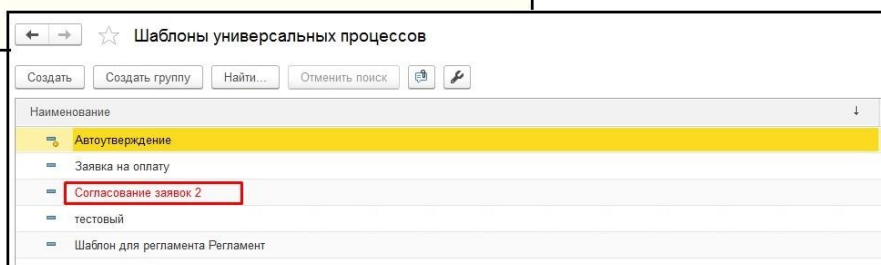 Шаблоны универсальных процессов
Создать Создать группу Найти... Отменить поиск
Наименование
Автоутверждение
Заявка на оплату
Согласование заявок 2
тестовый
Шаблон для регламента Регламент